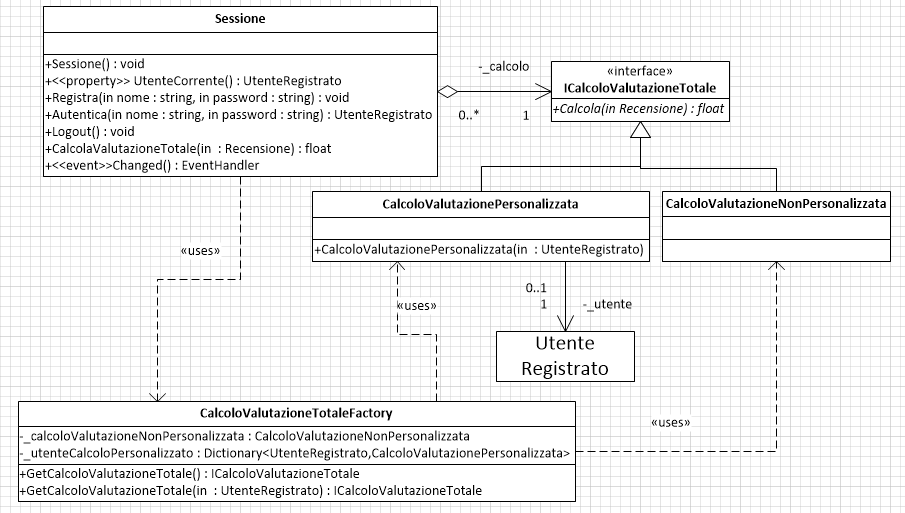 Sessione
+Sessione() : void
+<<property>> UtenteCorrente() : UtenteRegistrato
+Registra(in nome : string, in password : string) : void
+Autentica(in nome : string, in password : string) : UtenteRegistrato
+Logout() : void
+CalcolaValutazioneTotale(in  : Recensione) : float
+<<event>>Changed() : EventHandler
-_calcolo
0..*
1
«interface»
ICalcoloValutazioneTotale
+Calcola(in Recensione) : float
CalcoloValutazionePersonalizzata
+CalcoloValutazionePersonalizzata(in  : UtenteRegistrato)
CalcoloValutazioneNonPersonalizzata
«uses»
«uses»
0..1
1
-_utente
Utente
Registrato
«uses»
CalcoloValutazioneTotaleFactory
-_calcoloValutazioneNonPersonalizzata : CalcoloValutazioneNonPersonalizzata
-_utenteCalcoloPersonalizzato : Dictionary<UtenteRegistrato,CalcoloValutazionePersonalizzata>
+GetCalcoloValutazioneTotale() : ICalcoloValutazioneTotale
+GetCalcoloValutazioneTotale(in  : UtenteRegistrato) : ICalcoloValutazioneTotale